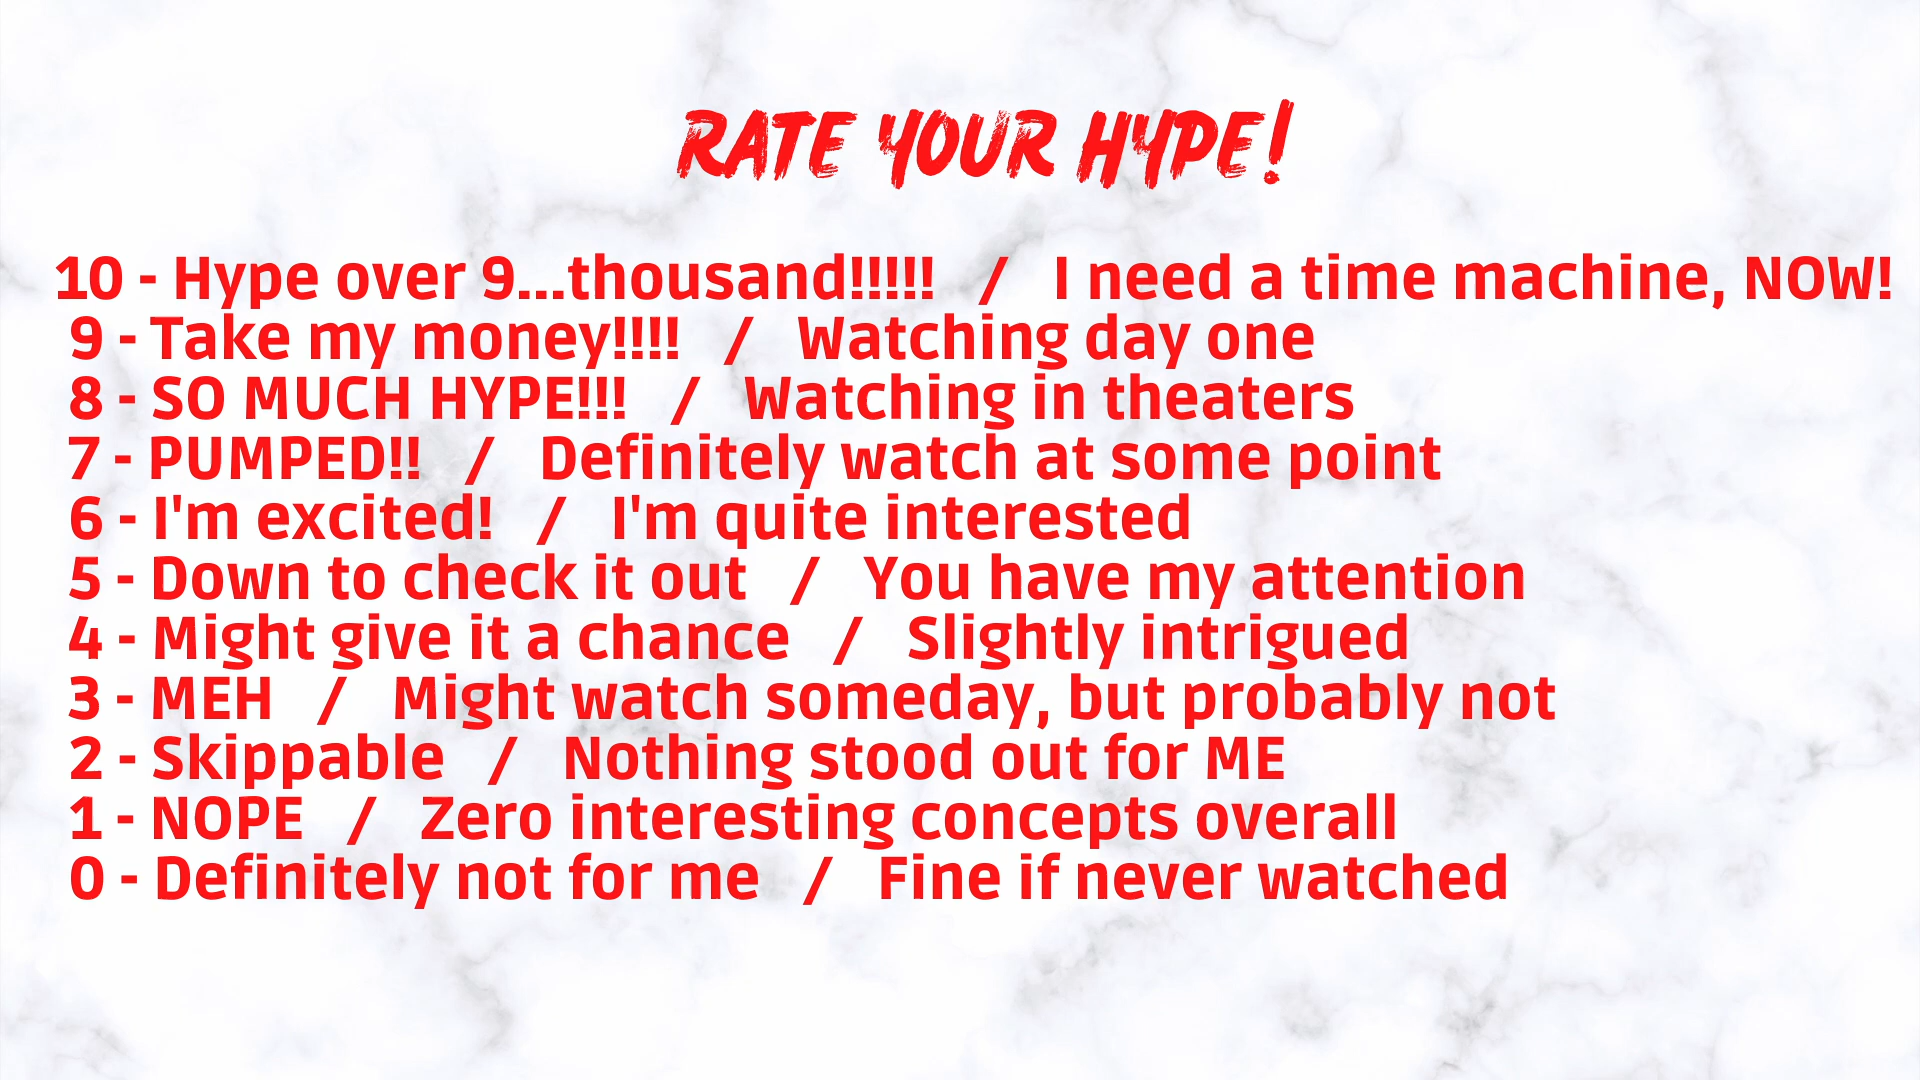 RATE YOUR HYPE!
10 - Hype over 9...thousand!!!!! / I need a time machine, NOW!
9 - Take my money!!!! / Watching day one
8 - SO MUCH HYPE!!! / Watching in theaters
7 - PUMPED!! / Definitely watch at some point
6 - I'm excited! / I'm quite interested
5 - Down to check it out / You have my attention
4 - Might give it a chance / Slightly intrigued
3 - MEH / Might watch someday, but probably not
2 - Skippable / Nothing stood out for ME
1 - NOPE / Zero interesting concepts overall
0 - Definitely not for me / Fine if never watched